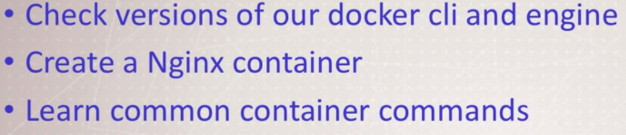 • Check versions of our docker cli and engine
• Create a Nginx container
• Learn common container commands